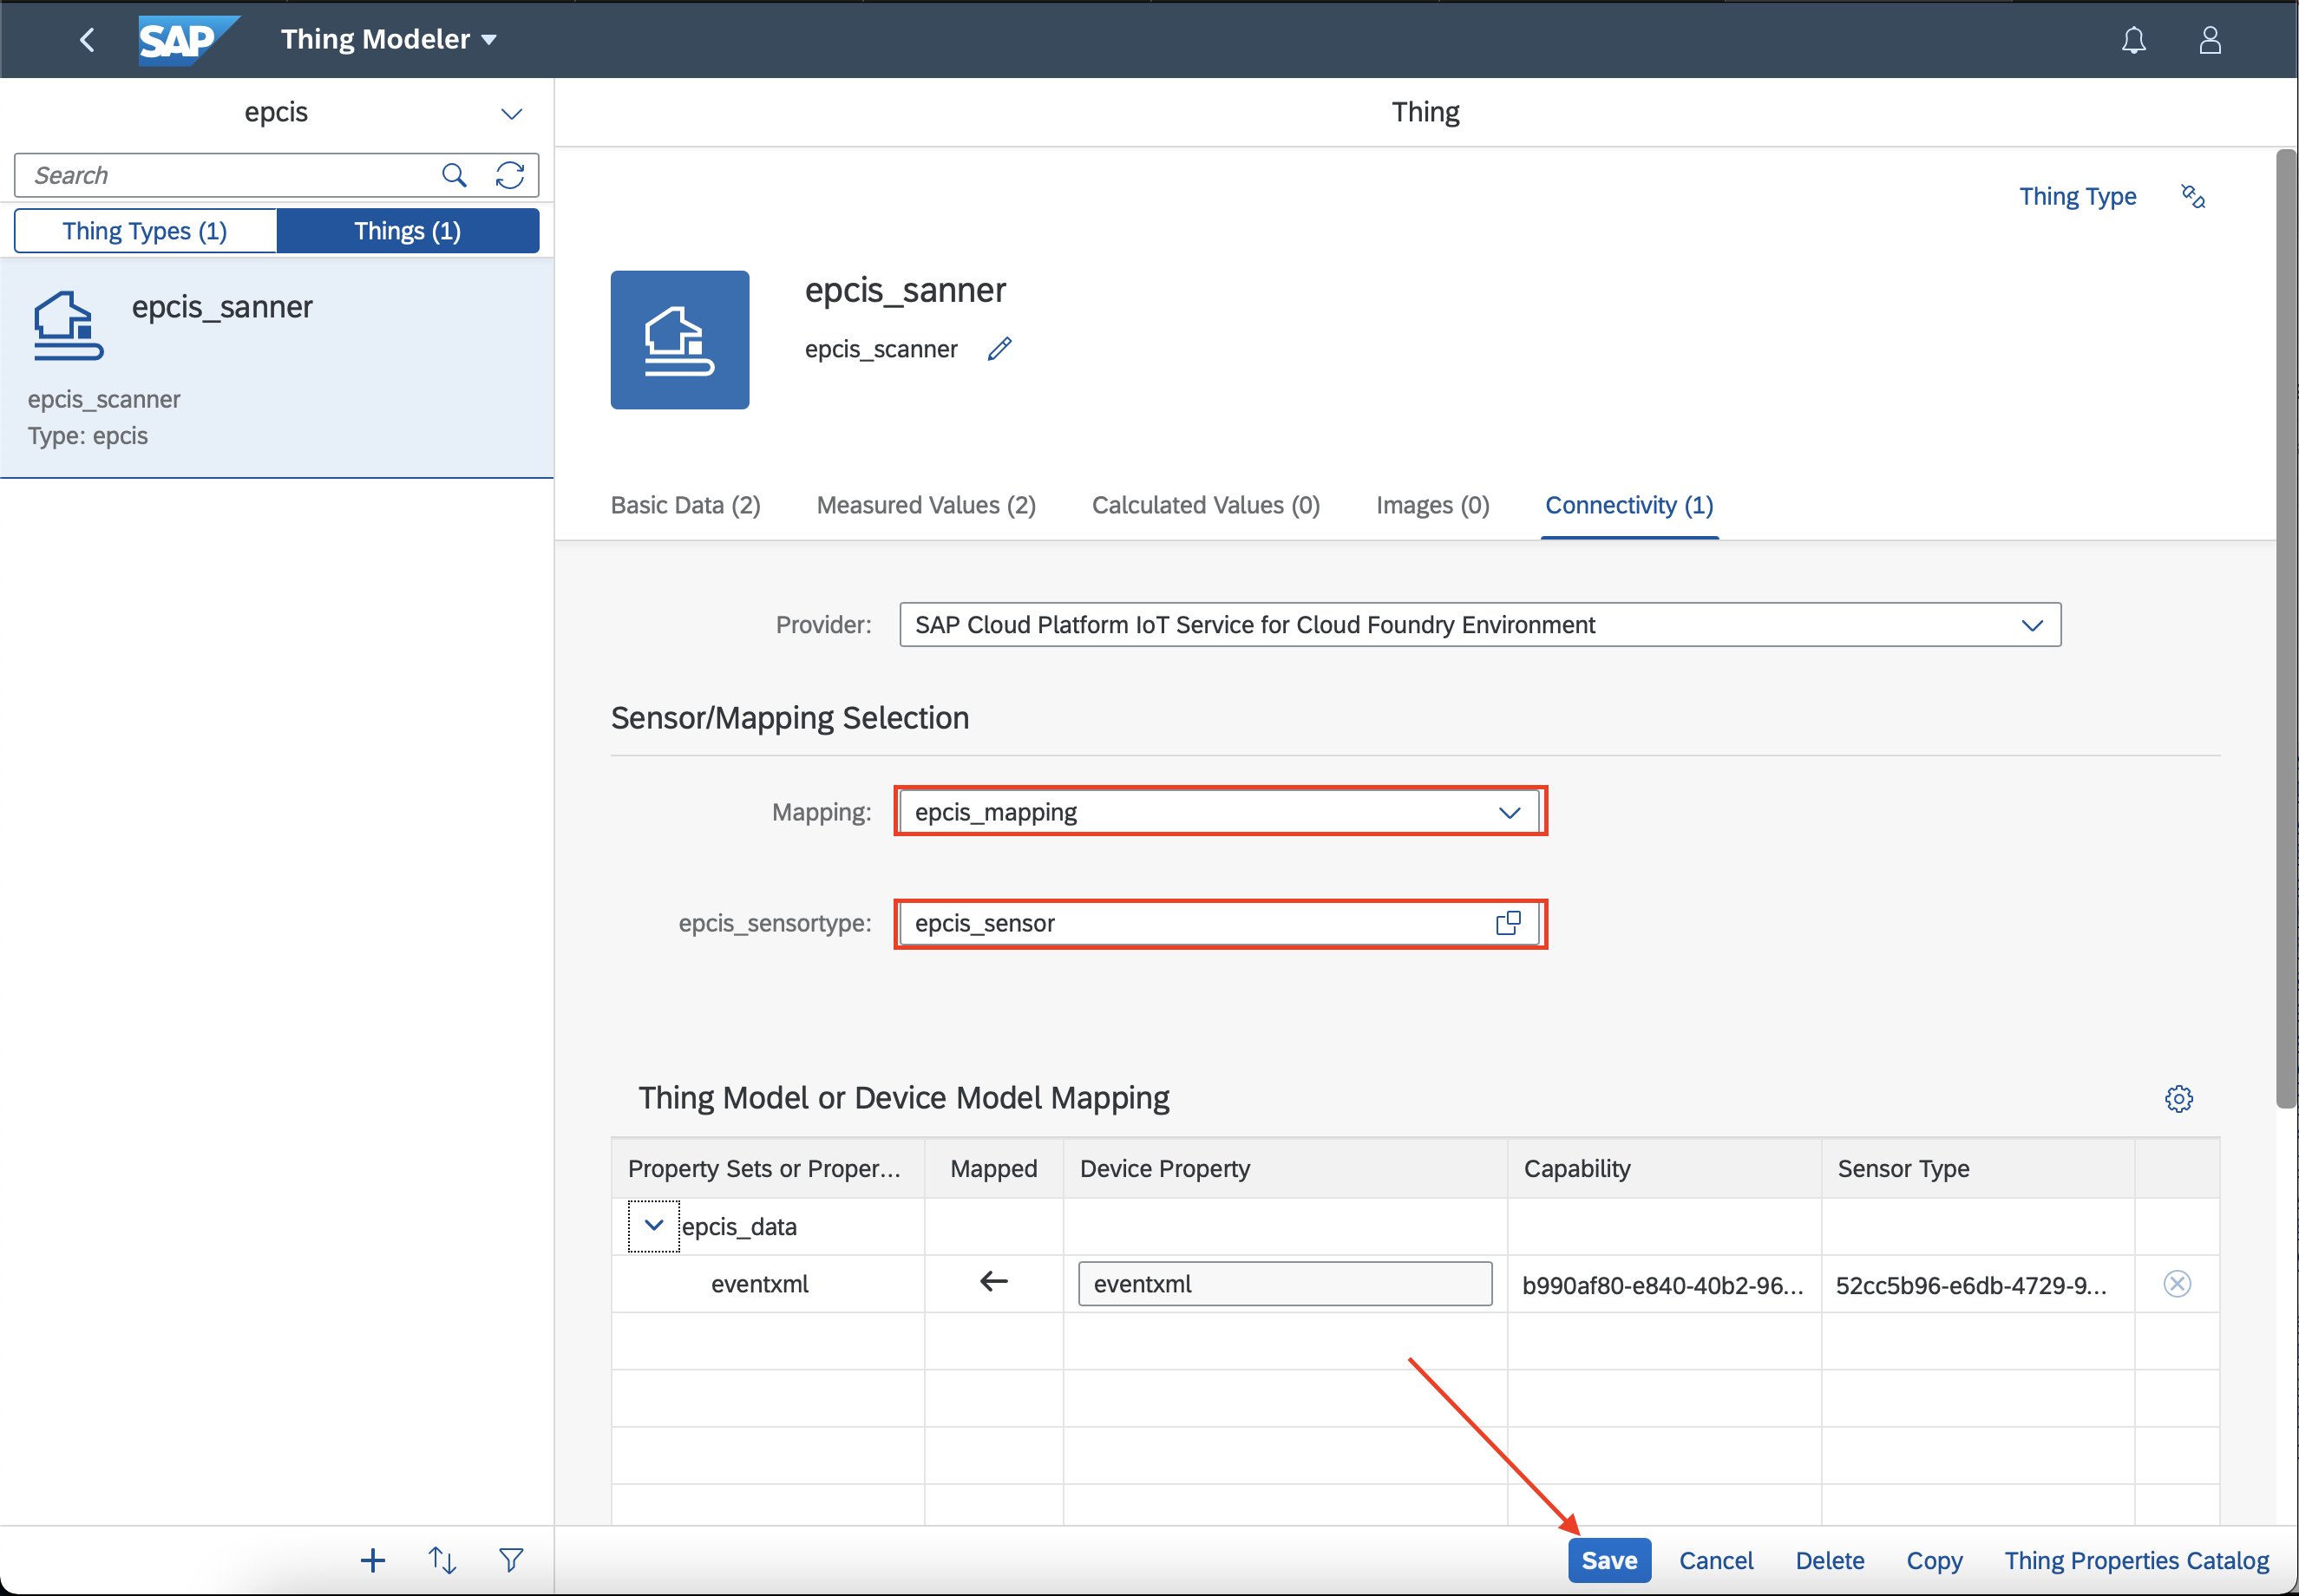 SAP
Thing Modeler
epcis
Thing
Search
Thing Types (1)
Things (1)
Thing Type
epcis_sanner
epcis_scanner
Type: epcis
epcis_sanner
epcis_scanner
Basic Data (2)
Measured Values (2)
Calculated Values (0)
Images (0)
Connectivity (1)
Provider:
SAP Cloud Platform IoT Service for Cloud Foundry Environment
Sensor/Mapping Selection
Mapping:
epcis_mapping
epcis_sensortype:
epcis_sensor
Thing Model or Device Model Mapping
Property Sets or Proper...
Mapped
Device Property
Capability
Sensor Type
epcis_data
eventxml
eventxml
b990af80-e840-40b2-96...
52cc5b96-e6db-4729-9...
Save
Cancel
Delete
Copy
Thing Properties Catalog